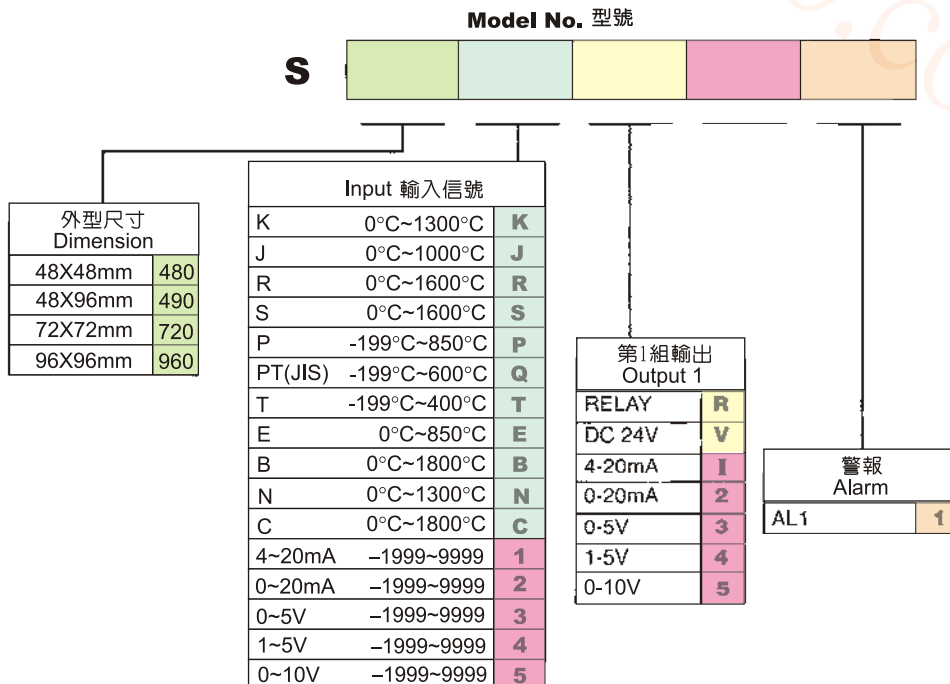 Model No. 型號
S
外型尺寸
Dimension
48X48mm 480
48X96mm 490
72X72mm 720
96X96mm 960
Input 輸入信號
K 0°C~1300°C K
J 0°C~1000°C J
R 0°C~1600°C R
S 0°C~1600°C S
P -199°C~850°C P
PT(JIS) -199°C~600°C Q
T -199°C~400°C T
E 0°C~850°C E
B 0°C~1800°C B
N 0°C~1300°C N
C 0°C~1800°C C
4~20mA –1999~9999 1
0~20mA –1999~9999 2
0~5V –1999~9999 3
1~5V –1999~9999 4
0~10V –1999~9999 5
第1組輸出
Output 1
RELAY R
DC 24V V
4-20mA I
0-20mA 2
0-5V 3
1-5V 4
0-10V 5
警報
Alarm
AL1 1